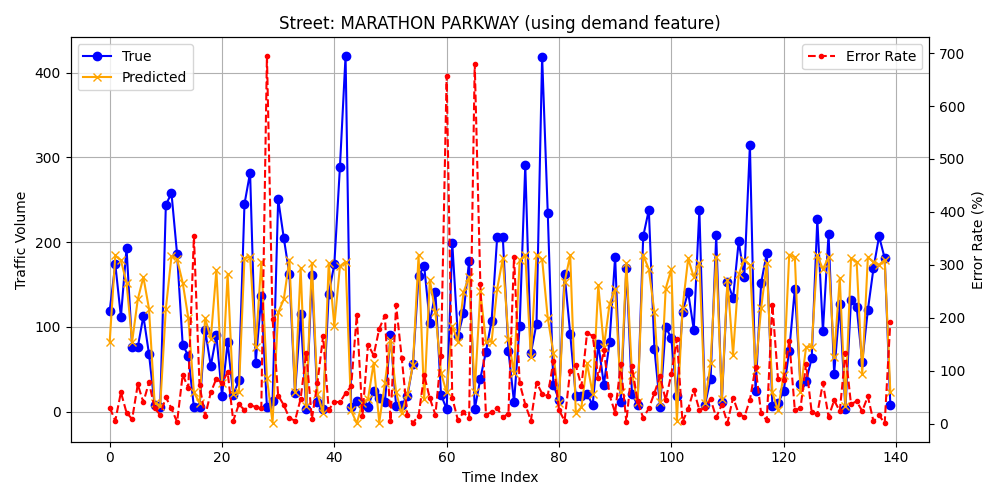 Street: MARATHON PARKWAY (using demand feature)
True
Predicted
Error Rate
400
300
200
100
0
Traffic Volume
700
600
500
400
300
200
100
0
Error Rate (%)
0 20 40 60 80 100 120 140
Time Index